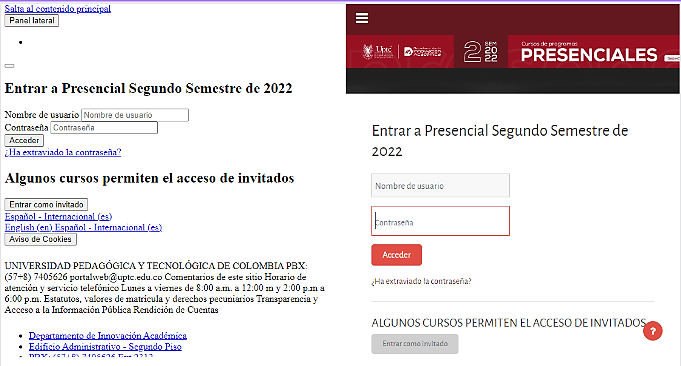 Salta al contenido principal
Panel lateral
Entrar a Presencial Segundo Semestre de 2022
Nombre de usuario Nombre de usuario
Contraseña Contraseña
Acceder
¿Ha extraviado la contraseña?
Algunos cursos permiten el acceso de invitados
Entrar como invitado
Español - Internacional (es)
English (en) Español - Internacional (es)
Aviso de Cookies
UNIVERSIDAD PEDAGÓGICA Y TECNOLÓGICA DE COLOMBIA PBX:
(57+8) 7405626 portalweb@uptc.edu.co Comentarios de este sitio Horario de
atención y servicio telefónico Lunes a viernes de 8:00 a.m. a 12:00 m y 2:00 p.m a
6:00 p.m. Estatutos, valores de matrícula y derechos pecuniarios Transparencia y
Acceso a la Información Pública Rendición de Cuentas
Departamento de Innovación Académica
Edificio Administrativo - Segundo Piso
PBX: (57+8) 7405626 Ext 2312
Uptc
2 SEM 2022
Cursos de programas
PRESENCIALES
Entrar a Presencial Segundo Semestre de
2022
Nombre de usuario
Contraseña
Acceder
¿Ha extraviado la contraseña?
ALGUNOS CURSOS PERMITEN EL ACCESO DE INVITADOS
?
Entrar como invitado